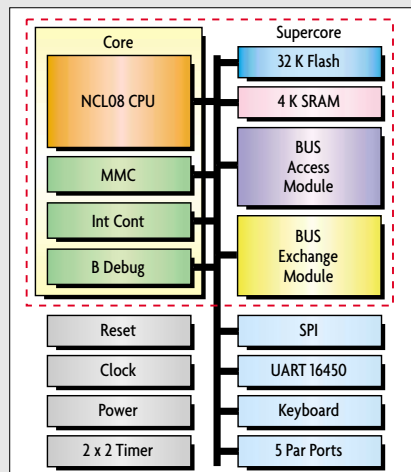 Core
Supercore
NCL08 CPU
32 K Flash
4 K SRAM
MMC
BUS
Access
Module
Int Cont
B Debug
BUS
Exchange
Module
Reset
SPI
Clock
UART 16450
Power
Keyboard
2 x 2 Timer
5 Par Ports